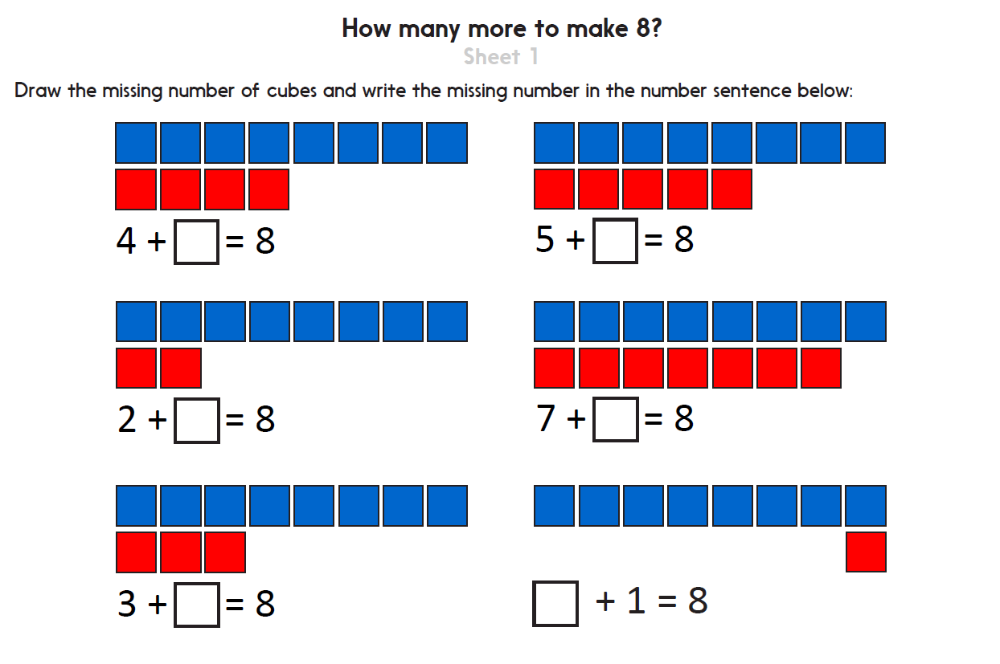 How many more to make 8?
Sheet 1
Draw the missing number of cubes and write the missing number in the number sentence below:
4 + = 8
5 + = 8
2 + = 8
7 + = 8
3 + = 8
+ 1 = 8